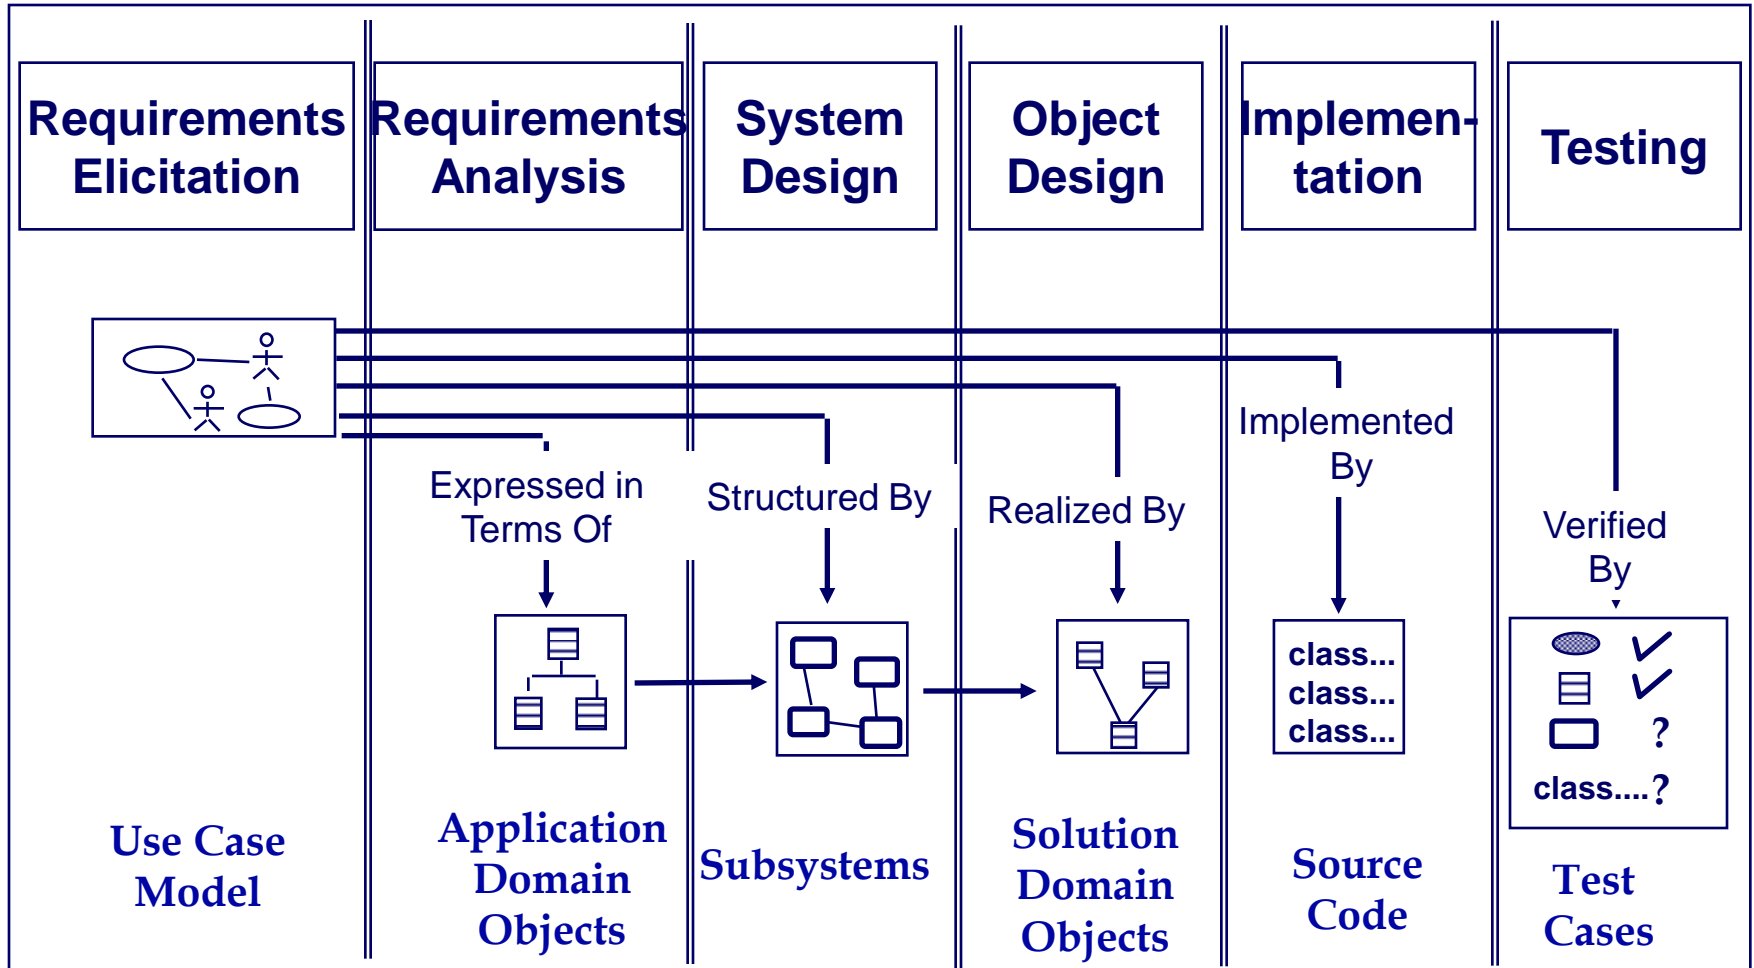 Requirements
Elicitation
Requirements
Analysis
System
Design
Object
Design
Implemen-
tation
Testing
Expressed in
Terms Of
Structured By
Realized By
Implemented
By
Verified
By
class...
class...
class...
?
class....?
Use Case
Model
Application
Domain
Objects
Subsystems
Solution
Domain
Objects
Source
Code
Test
Cases